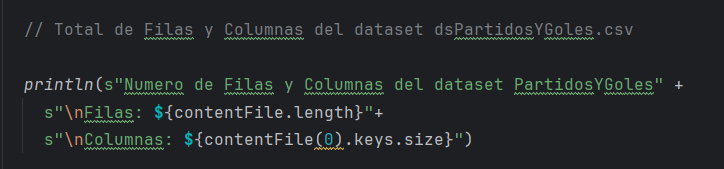 // Total de Filas y Columnas del dataset dsPartidosYGoles.csv
println(s"Numero de Filas y Columnas del dataset PartidosYGoles" +
s"\nFilas: ${contentFile.length}"+
s"\nColumnas: ${contentFile(0).keys.size}")